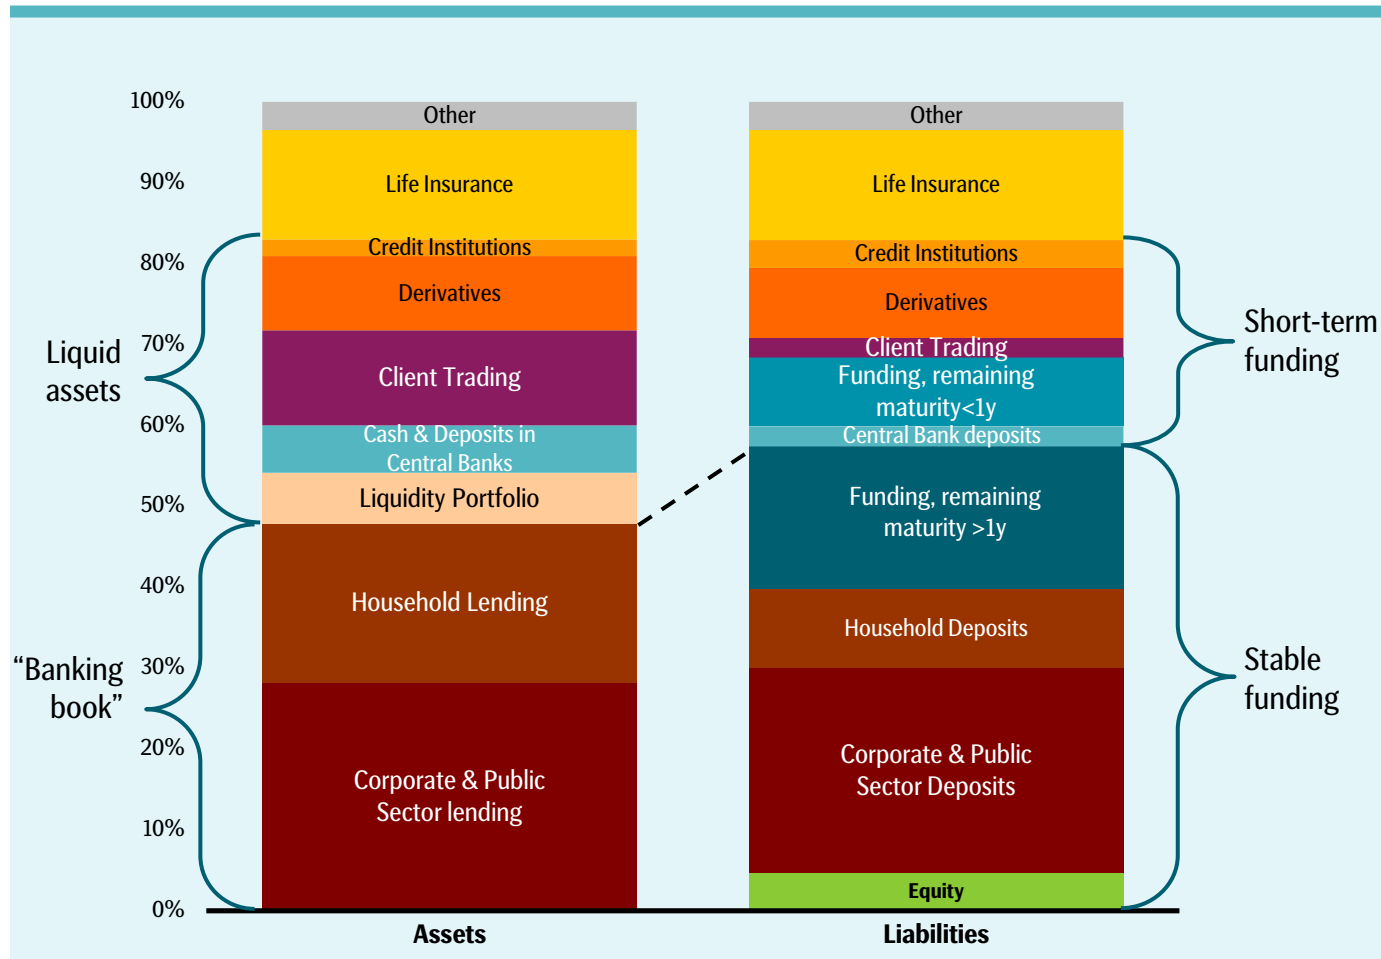 100%
90%
80%
70%
60%
50%
40%
30%
20%
10%
0%
Liquid
assets
“Banking
book”
Other
Life Insurance
Credit Institutions
Derivatives
Client Trading
Cash & Deposits in
Central Banks
Liquidity Portfolio
Household Lending
Corporate & Public
Sector lending
Assets
Other
Life Insurance
Credit Institutions
Derivatives
Client Trading
Funding, remaining
maturity<1y
Central Bank deposits
Funding, remaining
maturity >1y
Household Deposits
Corporate & Public
Sector Deposits
Equity
Liabilities
Short-term
funding
Stable
funding